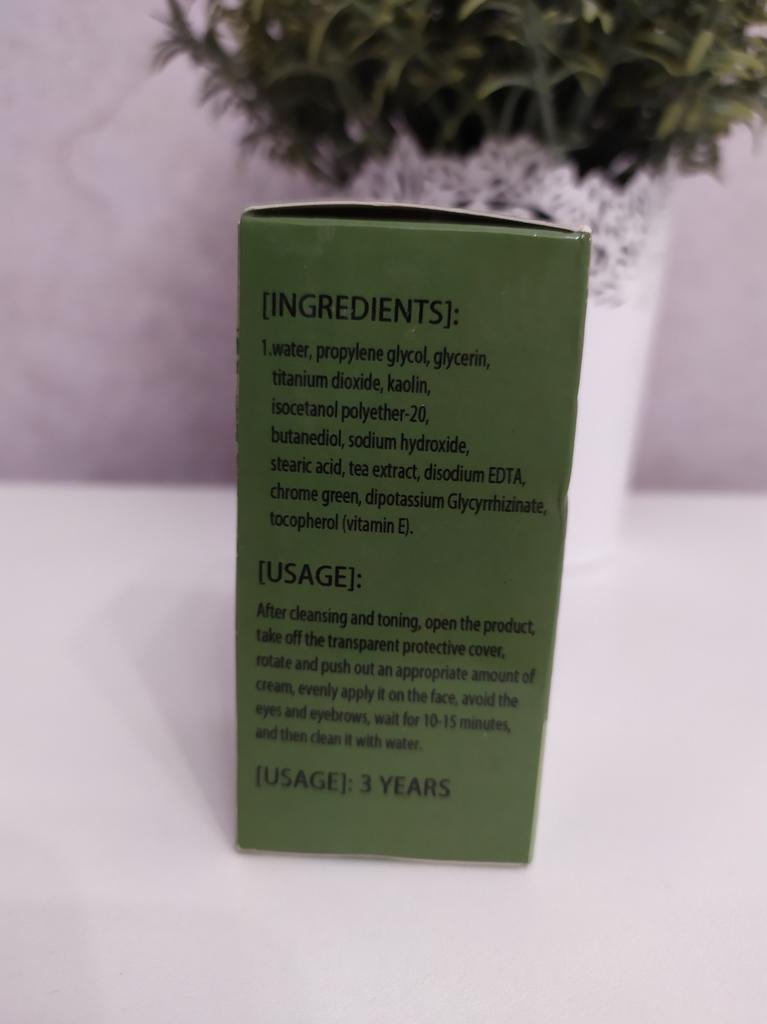 [INGREDIENTS]:
1.water, propylene glycol, glycerin,
titanium dioxide, kaolin,
isocetanol polyether-20,
butanediol, sodium hydroxide,
stearic acid, tea extract, disodium EDTA,
chrome green, dipotassium Glycyrrhizinate,
tocopherol (vitamin E).
[USAGE]:
After cleansing and toning, open the product,
take off the transparent protective cover,
rotate and push out an appropriate amount of
cream, evenly apply it on the face, avoid the
eyes and eyebrows, wait for 10-15 minutes,
and then clean it with water.
[USAGE]: 3 YEARS